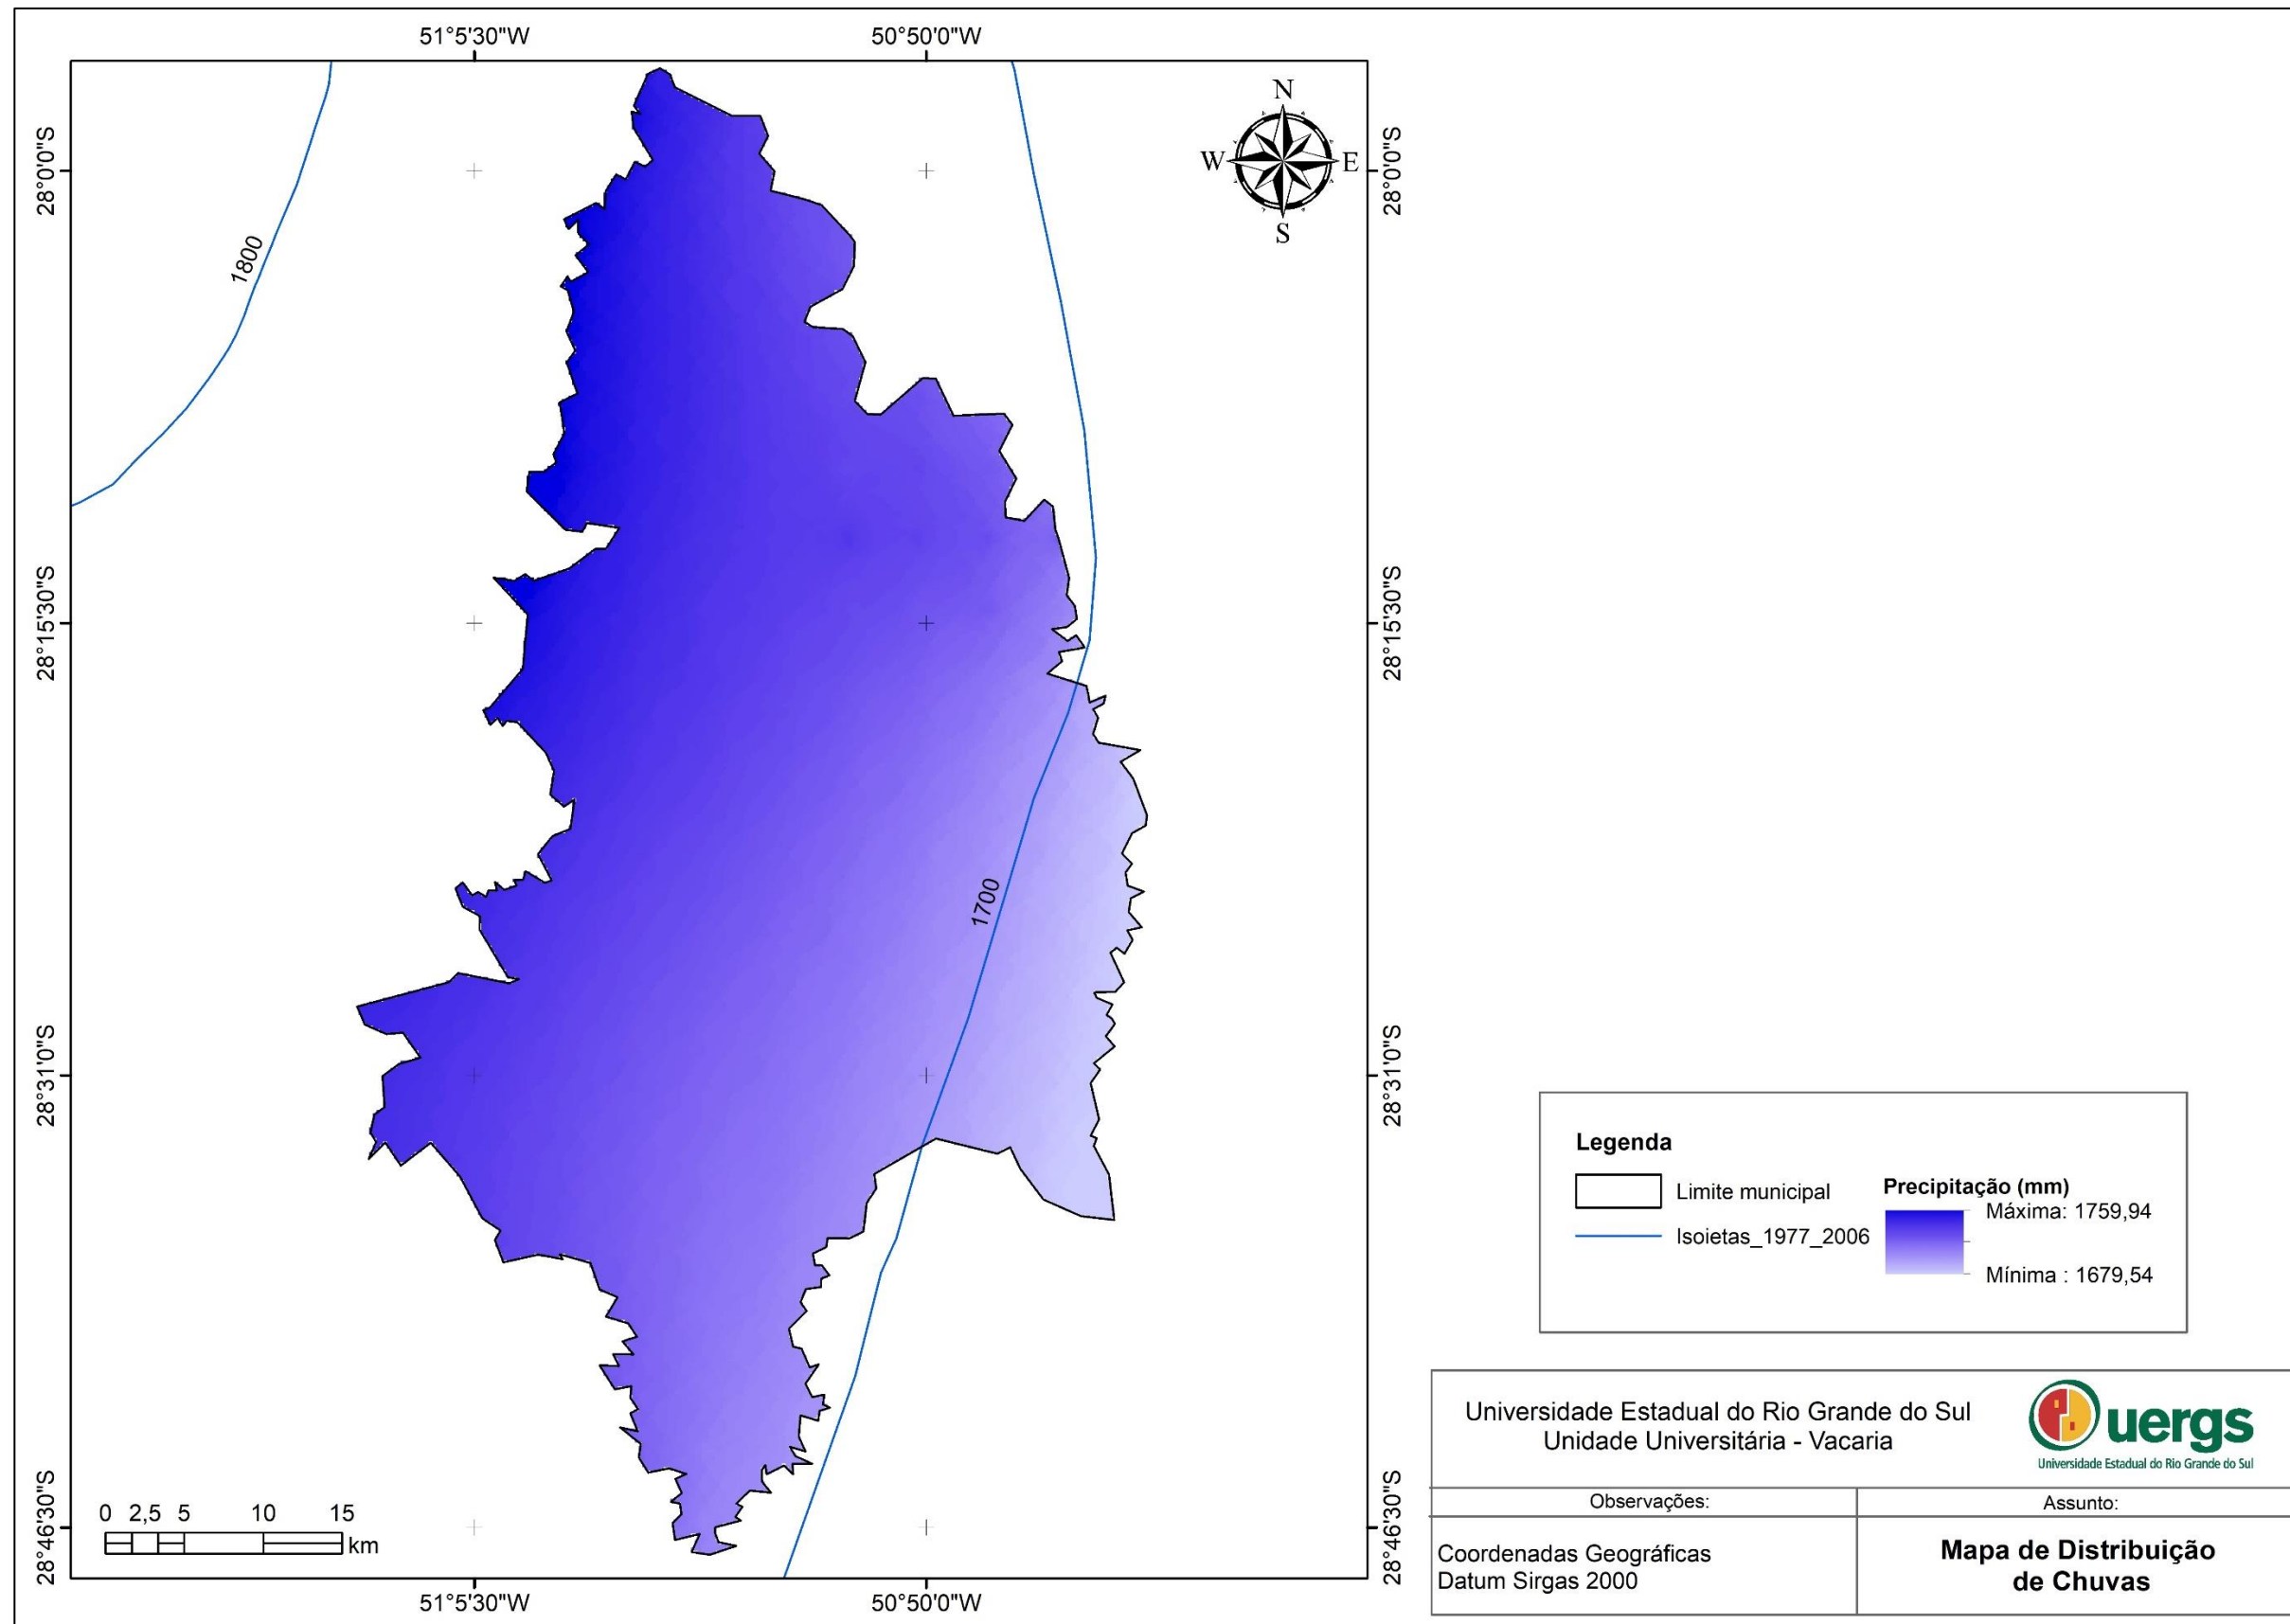 51°5'30"W
50°50'0"W
28°0'0"S
28°0'0"S
N
W
E
S
1800
28°15'30"S
28°15'30"S
1700
28°31'0"S
28°31'0"S
28°46'30"S
28°46'30"S
0 2,5 5 10 15
km
51°5'30"W
50°50'0"W
Legenda
Limite municipal
Isoietas_1977_2006
Precipitação (mm)
Máxima: 1759,94
Mínima : 1679,54
Universidade Estadual do Rio Grande do Sul
Unidade Universitária - Vacaria
uergs
Universidade Estadual do Rio Grande do Sul
Observações:
Assunto:
Coordenadas Geográficas
Datum Sirgas 2000
Mapa de Distribuição
de Chuvas